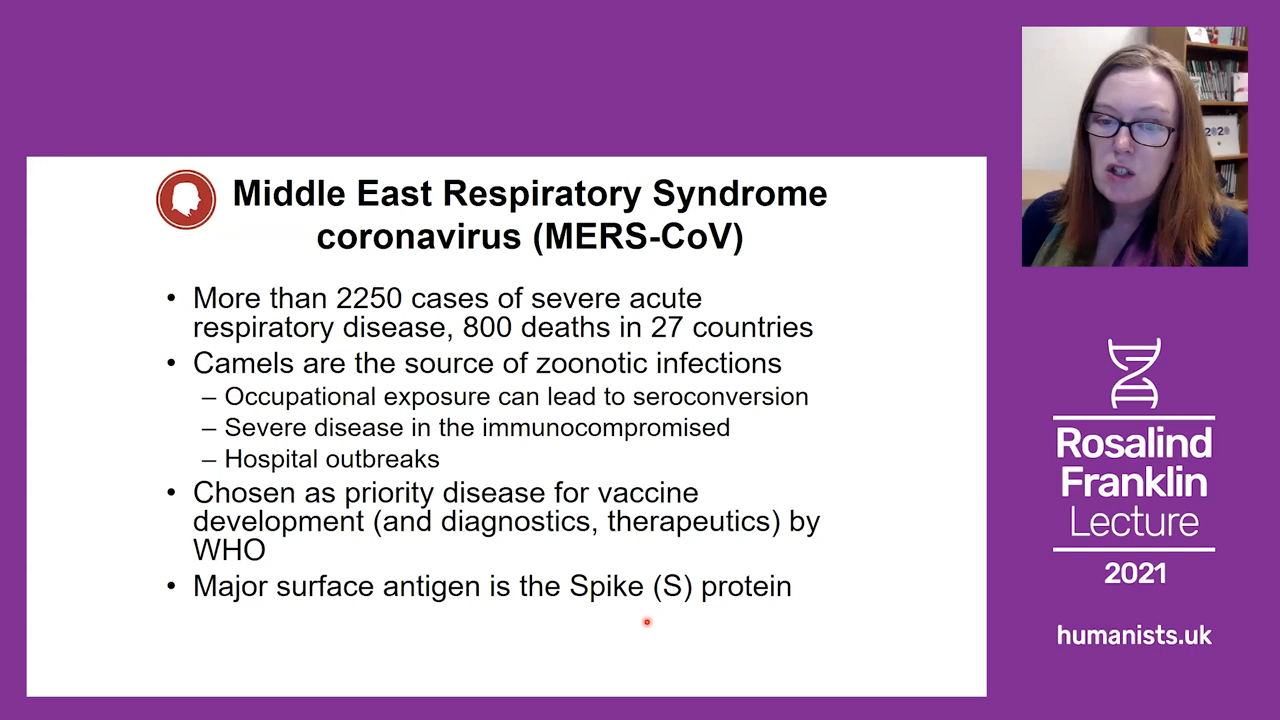 Middle East Respiratory Syndrome
coronavirus (MERS-CoV)
• More than 2250 cases of severe acute
respiratory disease, 800 deaths in 27 countries
• Camels are the source of zoonotic infections
– Occupational exposure can lead to seroconversion
– Severe disease in the immunocompromised
– Hospital outbreaks
• Chosen as priority disease for vaccine
development (and diagnostics, therapeutics) by
WHO
• Major surface antigen is the Spike (S) protein
2020
Rosalind
Franklin
Lecture
2021
humanists.uk